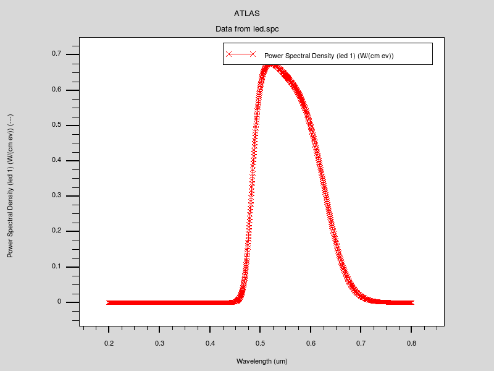 ATLAS
Data from led.spc
Power Spectral Density (led 1) (W/(cm ev))
0.7
0.6
0.5
0.4
0.3
0.2
0.1
0
Power Spectral Density (led 1) (W/(cm ev)) (---)
0.2 0.3 0.4 0.5 0.6 0.7 0.8
Wavelength (um)